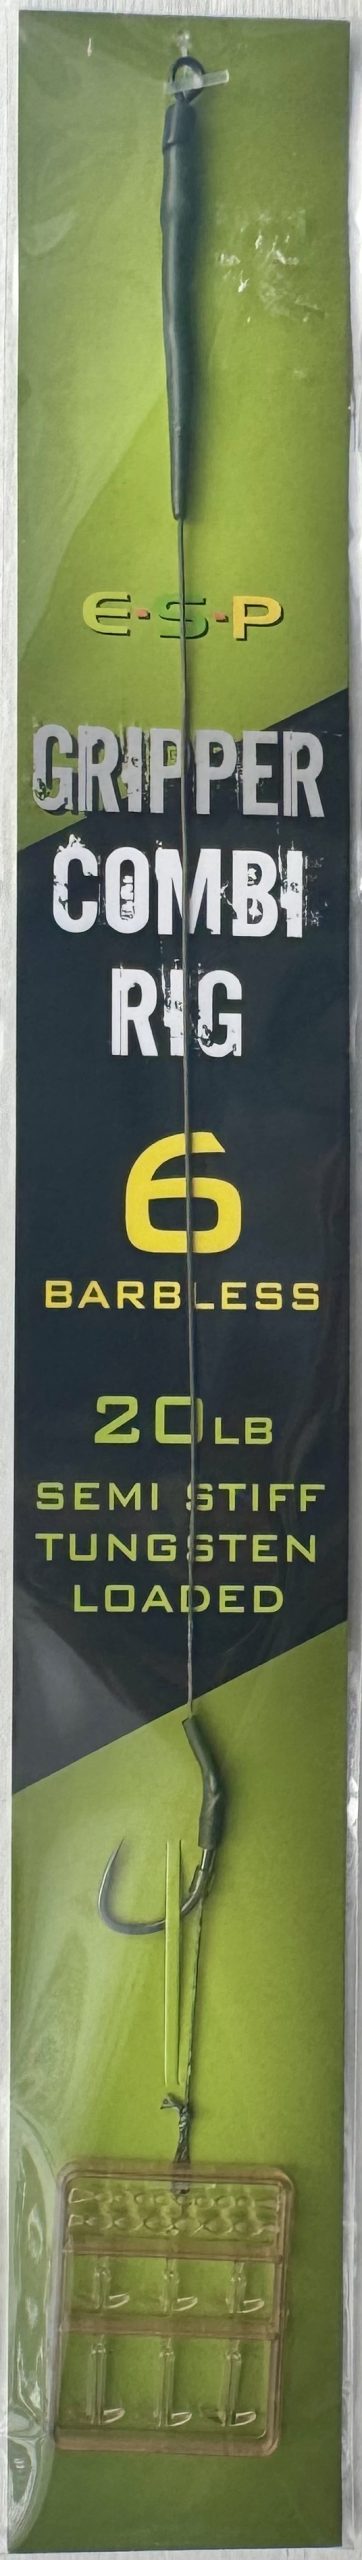 E·S·P
GRIPPER
COMBI
RIG
6
BARBLESS
20LB
SEMI STIFF
TUNGSTEN
LOADED